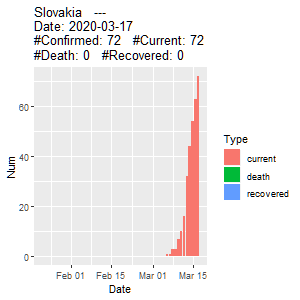 Slovakia   ---
Date: 2020-03-17
#Confirmed: 72   #Current: 72
#Death: 0   #Recovered: 0
60
40
20
0
Num
Feb 01
Feb 15
Mar 01
Mar 15
Date
Type
current
death
recovered